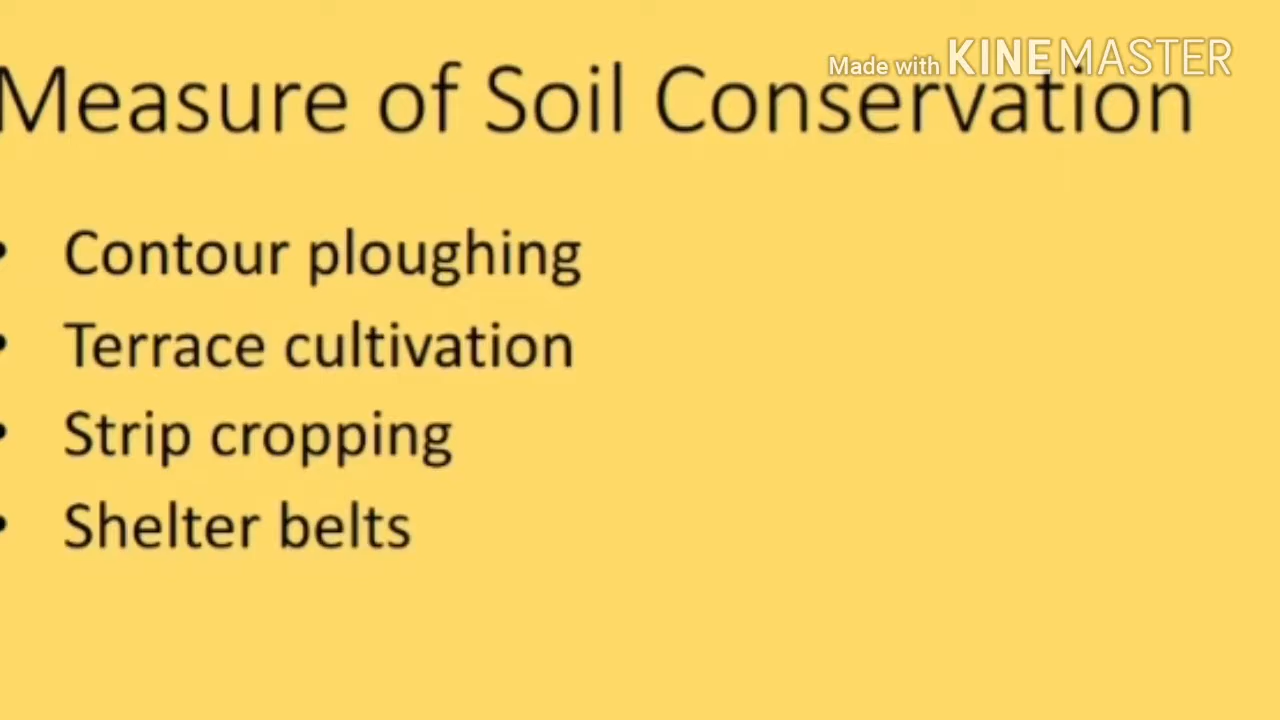 Made with KINEMASTER
Measure of Soil Conservation
• Contour ploughing
• Terrace cultivation
• Strip cropping
• Shelter belts